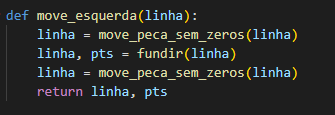 def move_esquerda(linha):
    linha = move_peca_sem_zeros(linha)
    linha, pts = fundir(linha)
    linha = move_peca_sem_zeros(linha)
    return linha, pts